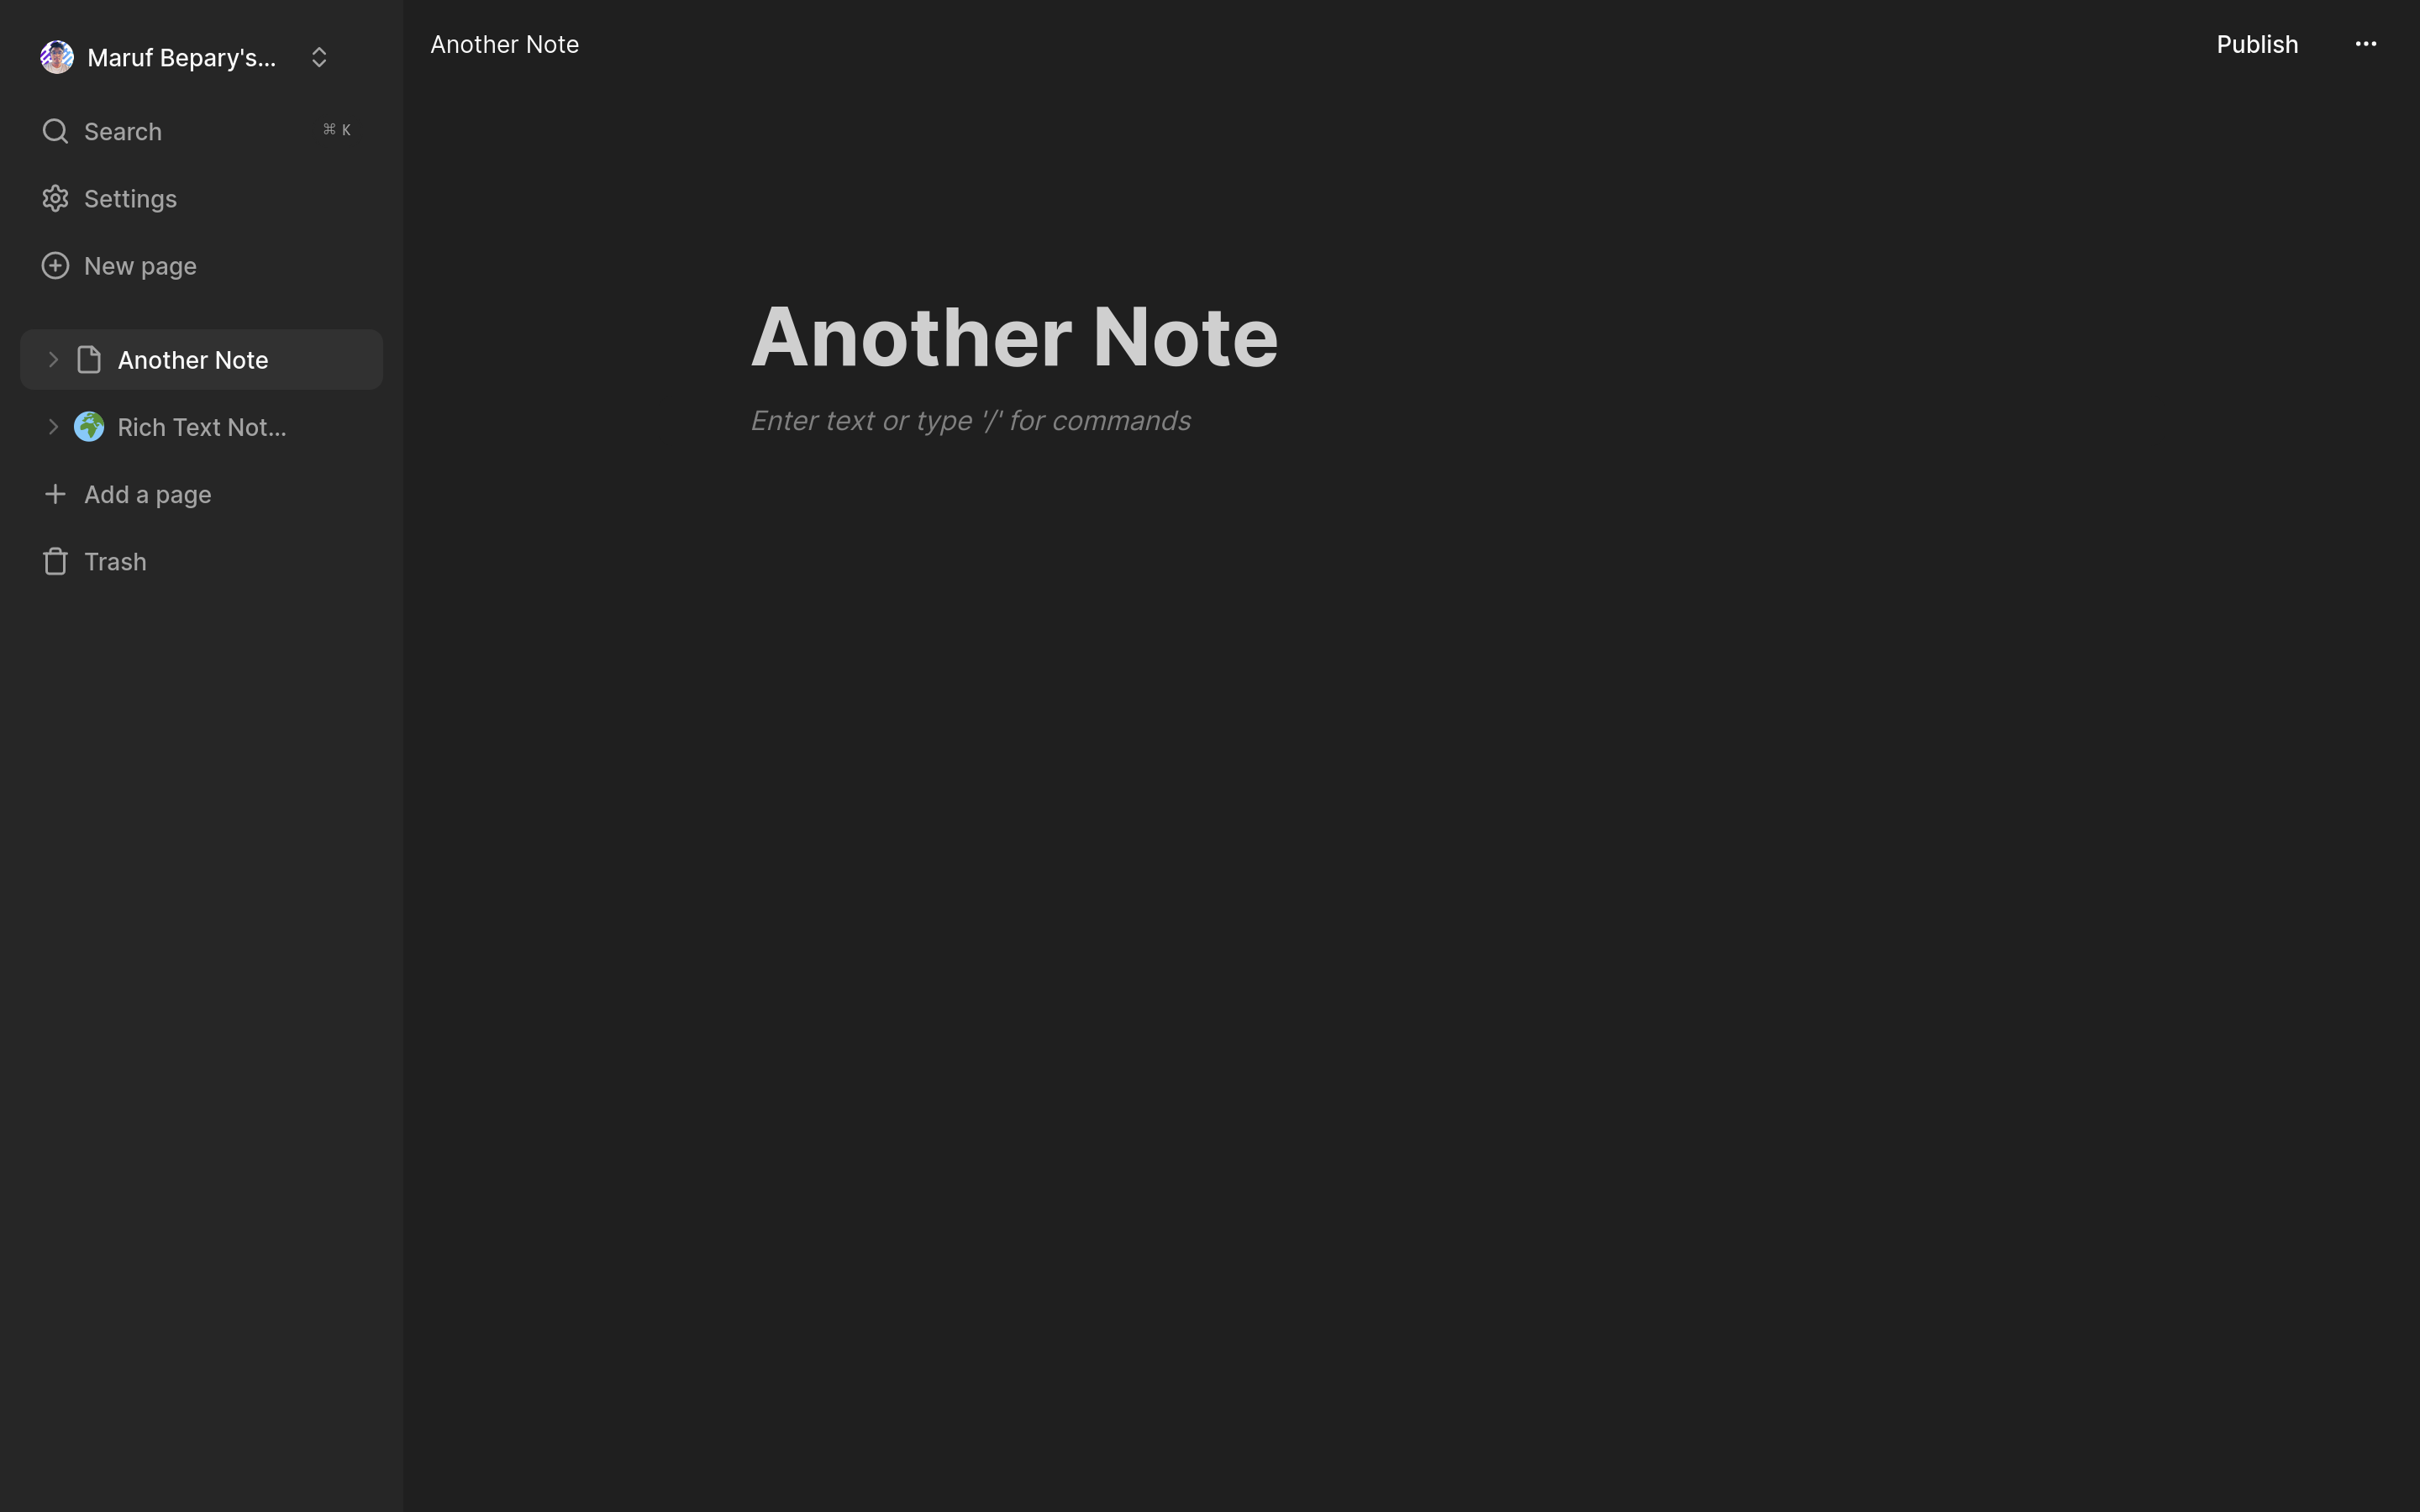 Maruf Bepary's...
Search ⌘ K
Settings
New page
Another Note
Rich Text Not...
Add a page
Trash
Another Note
Publish
Another Note
Enter text or type '/' for commands